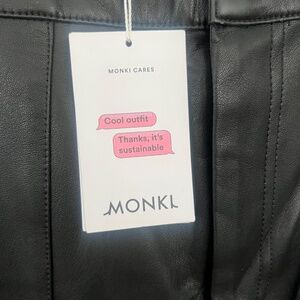 MONKI CARES
Cool outfit
Thanks, it's
sustainable
MONKI